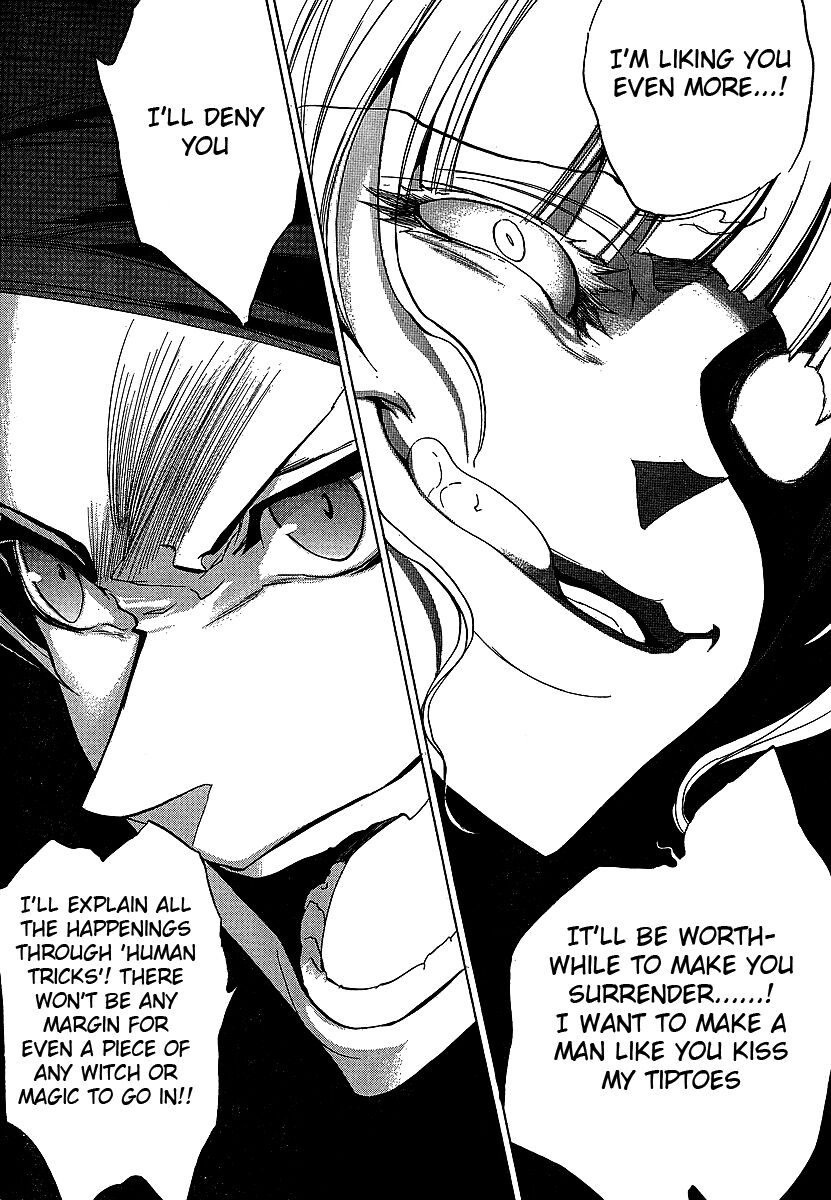 I'M LIKING YOU
EVEN MORE...!
IT'LL BE WORTH-
WHILE TO MAKE YOU
SURRENDER......!
I WANT TO MAKE A
MAN LIKE YOU KISS
MY TIPTOES
I'LL DENY
YOU
I'LL EXPLAIN ALL
THE HAPPENINGS
THROUGH 'HUMAN
TRICKS'! THERE
WON'T BE ANY
MARGIN FOR
EVEN A PIECE OF
ANY WITCH OR
MAGIC TO GO IN!!